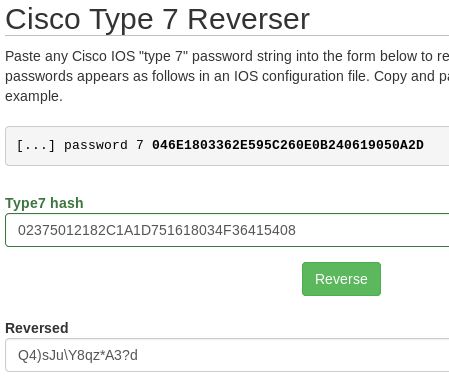 Cisco Type 7 Reverser
Paste any Cisco IOS "type 7" password string into the form below to re
passwords appears as follows in an IOS configuration file. Copy and pa
example.
[...] password 7 046E1803362E595C260E0B240619050A2D
Type7 hash
02375012182C1A1D751618034F36415408
Reverse
Reversed
Q4)sJu\Y8qz*A3?d